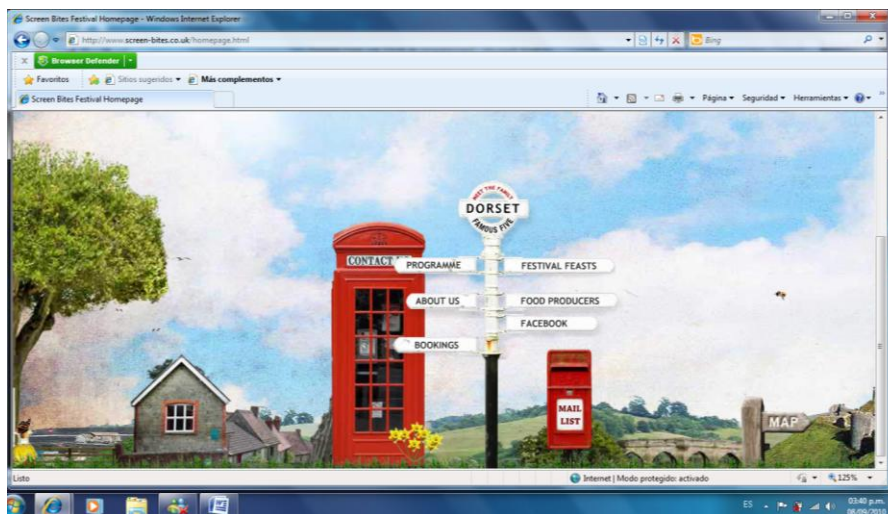 Screen Bites Festival Homepage - Windows Internet Explorer
http://www.screen-bites.co.uk/homepage.html
Bing
X Browser Defender
Favoritos Sitios sugeridos Más complementos
Screen Bites Festival Homepage
Página Seguridad Herramientas
MEET THE FAMILY
DORSET
FAMOUS FIVE
CONTACT
PROGRAMME
FESTIVAL FEASTS
ABOUT US
FOOD PRODUCERS
FACEBOOK
BOOKINGS
MAIL
LIST
MAP
Listo
Internet | Modo protegido: activado
125%
ES
03:40 p.m.
08/09/2010